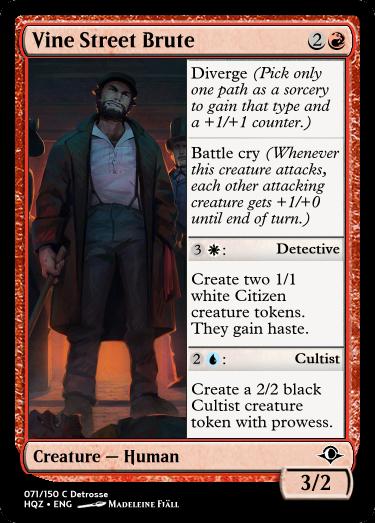 Vine Street Brute 2
Diverge (Pick only
one path as a sorcery
to gain that type and
a +1/+1 counter.)
Battle cry (Whenever
this creature attacks,
each other attacking
creature gets +1/+0
until end of turn.)
3 : Detective
Create two 1/1
white Citizen
creature tokens.
They gain haste.
2 : Cultist
Create a 2/2 black
Cultist creature
token with prowess.
Creature — Human
3/2
071/150 C Detrosse
HQZ • ENG Madeleine Fiäll